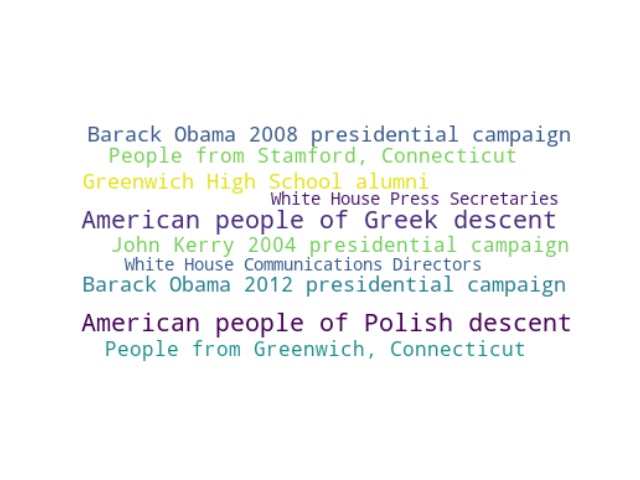 Barack Obama 2008 presidential campaign
People from Stamford, Connecticut
Greenwich High School alumni
White House Press Secretaries
American people of Greek descent
John Kerry 2004 presidential campaign
White House Communications Directors
Barack Obama 2012 presidential campaign
American people of Polish descent
People from Greenwich, Connecticut